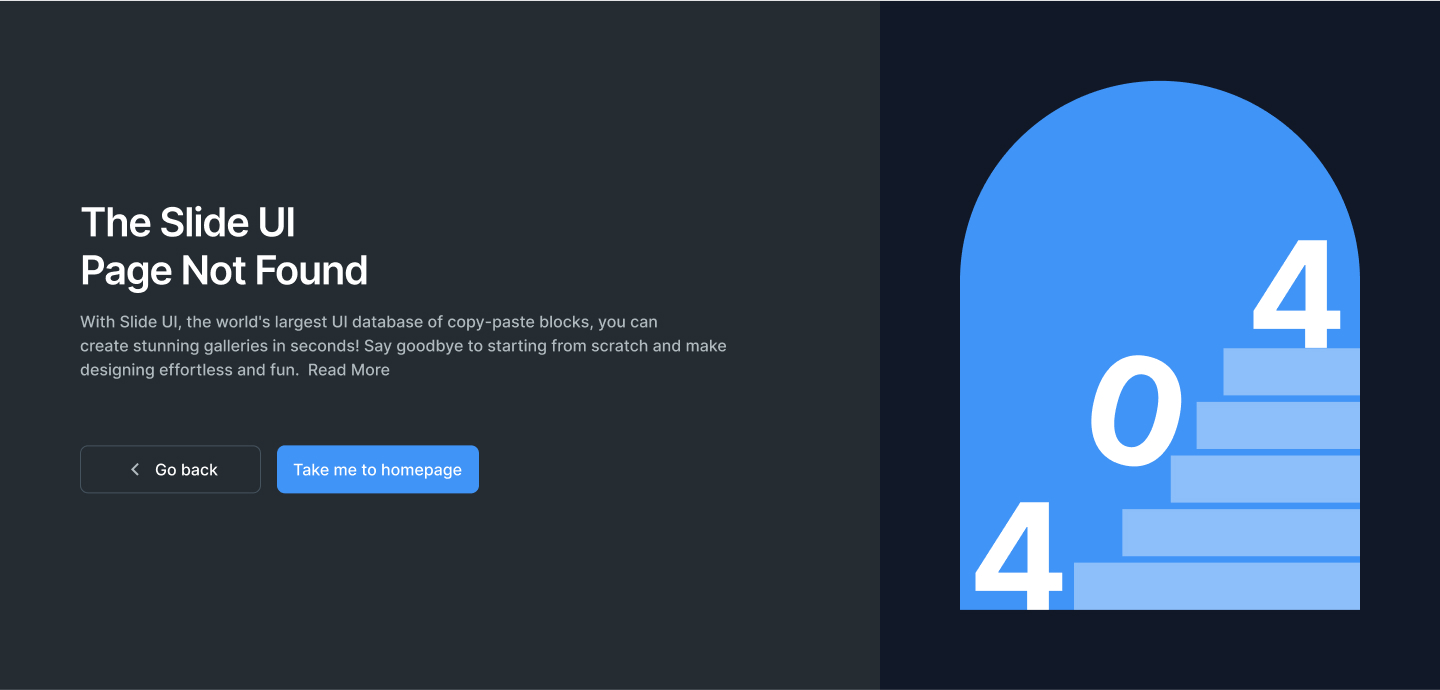 The Slide UI
Page Not Found
With Slide UI, the world's largest UI database of copy-paste blocks, you can
create stunning galleries in seconds! Say goodbye to starting from scratch and make
designing effortless and fun.  Read More
Go back
Take me to homepage
4
0
4